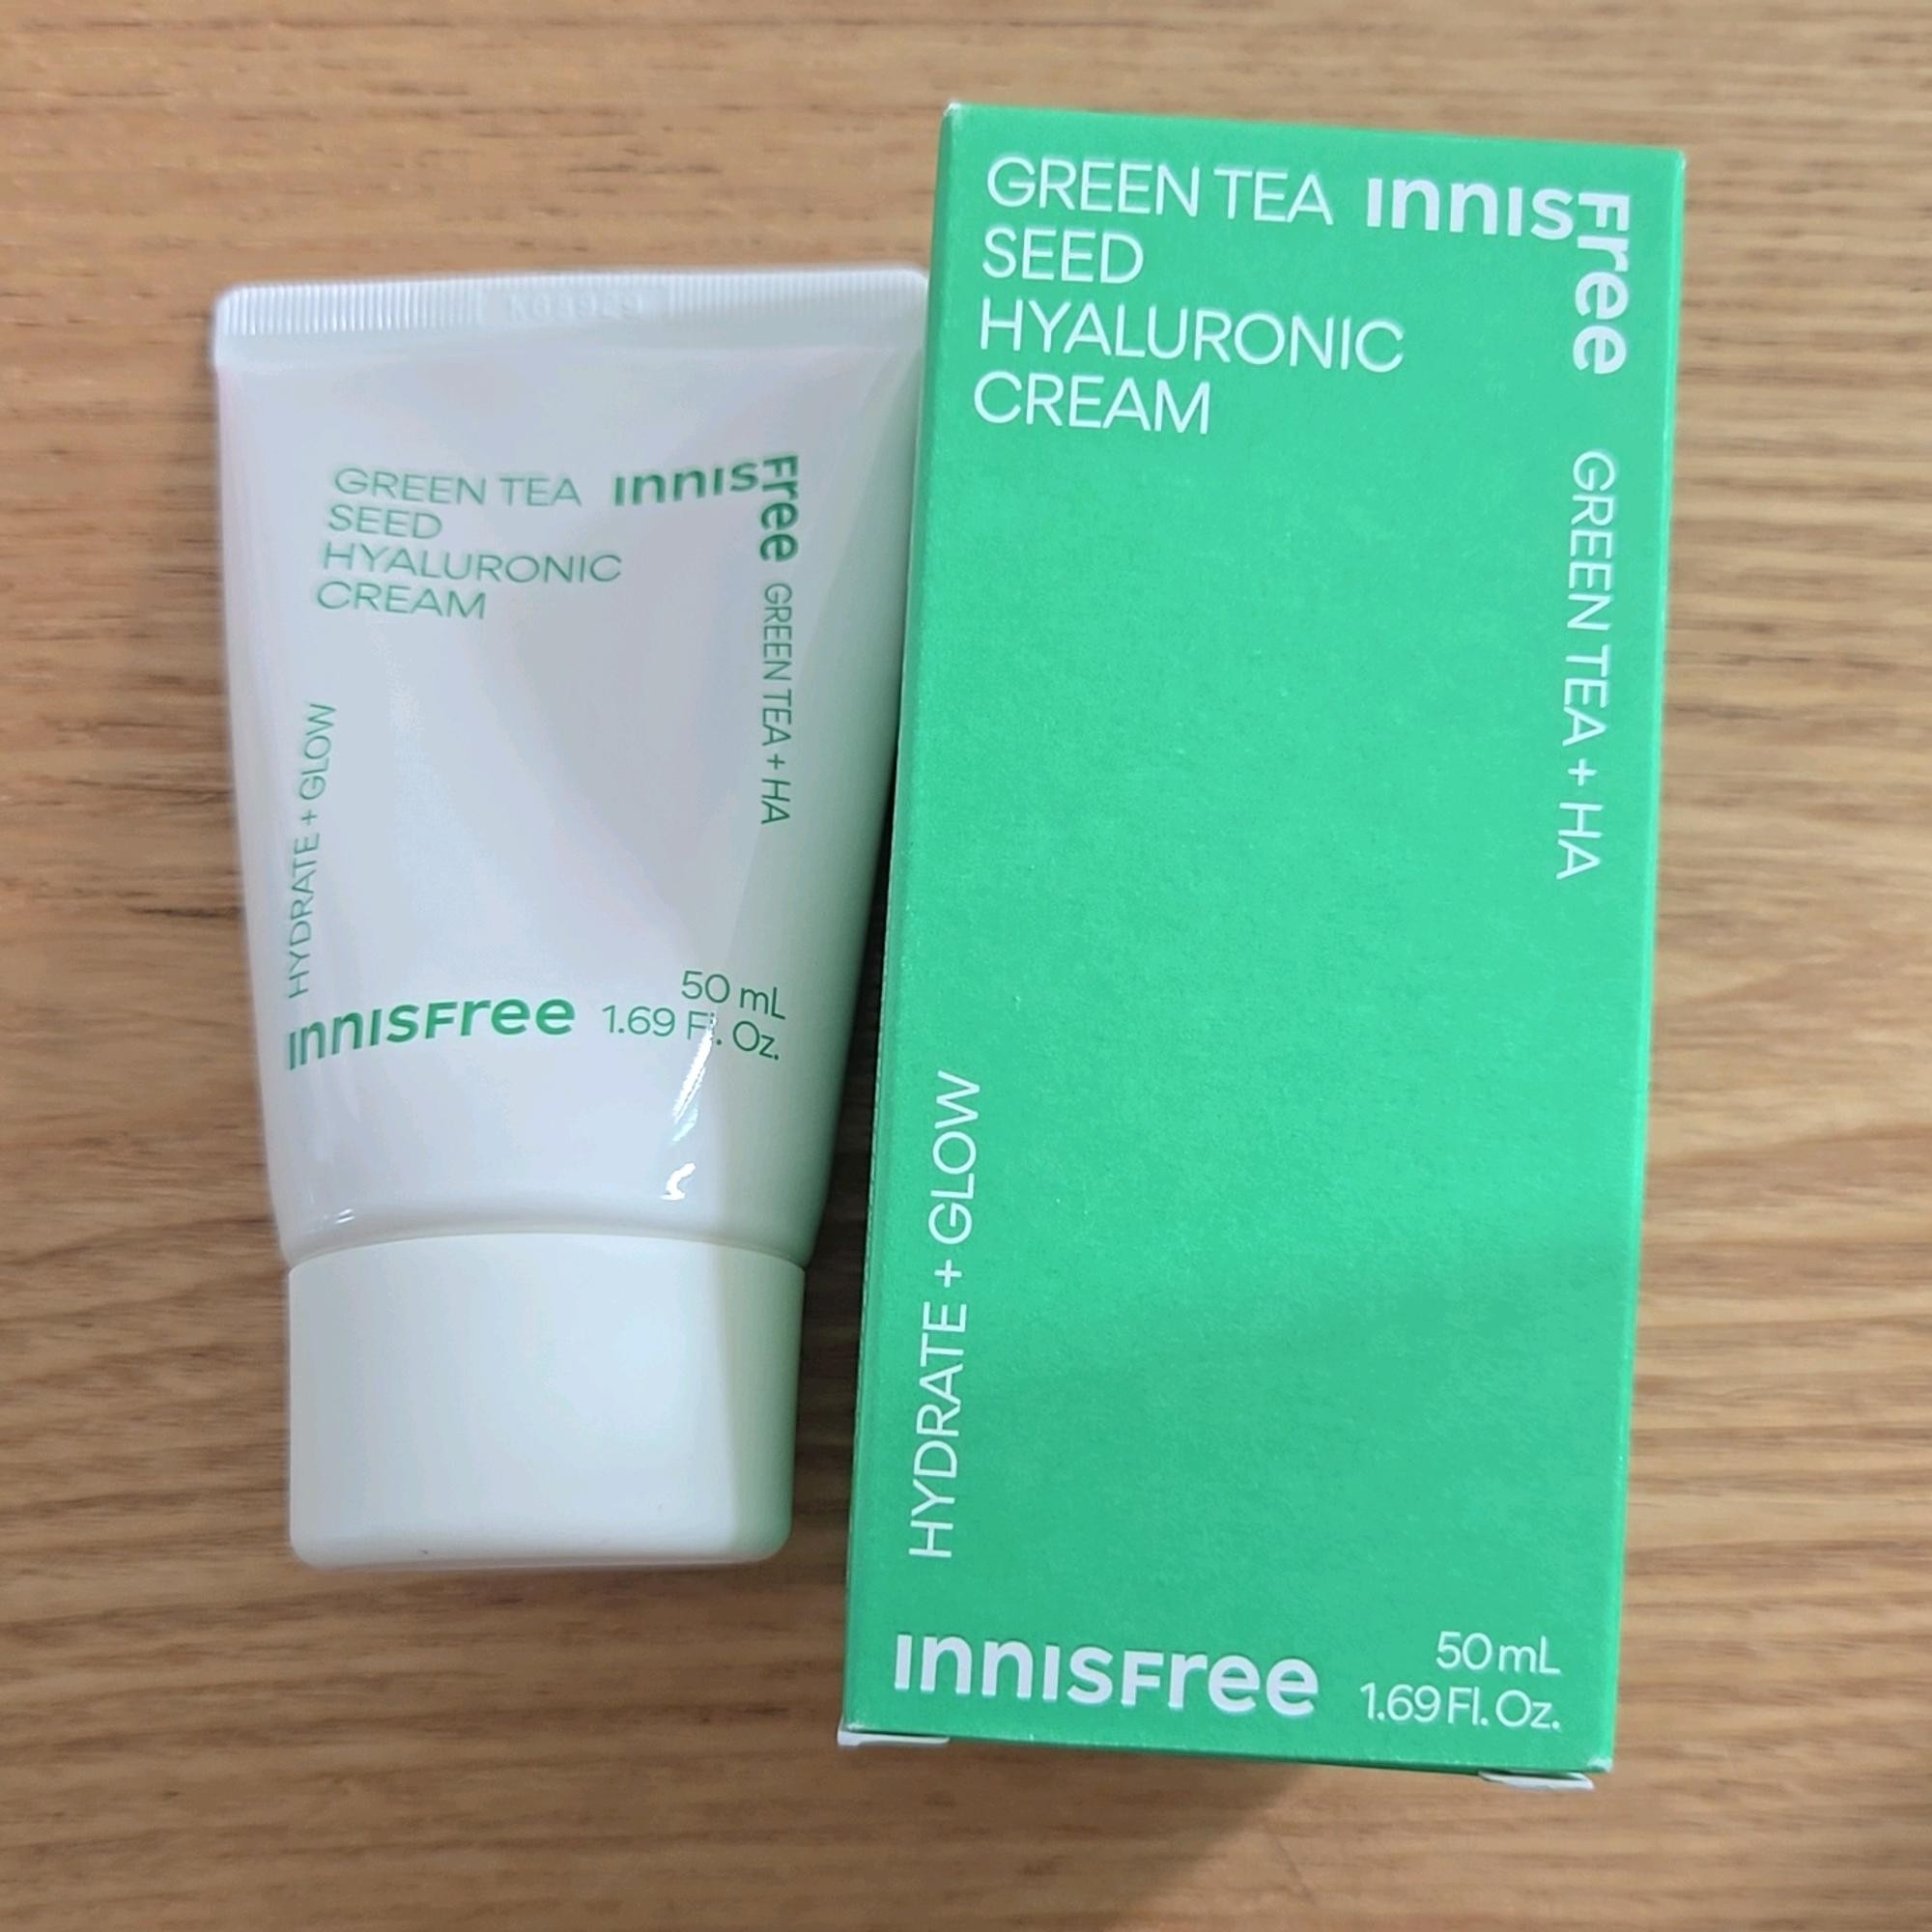 GREEN TEA
SEED
HYALURONIC
CREAM
INNISFree
GREEN TEA + HA
HYDRATE + GLOW
INNISFree
50 mL
1.69 Fl. Oz.
GREEN TEA
SEED
HYALURONIC
CREAM
INNISFree
GREEN TEA + HA
HYDRATE + GLOW
INNISFree
50 mL
1.69 Fl. Oz.